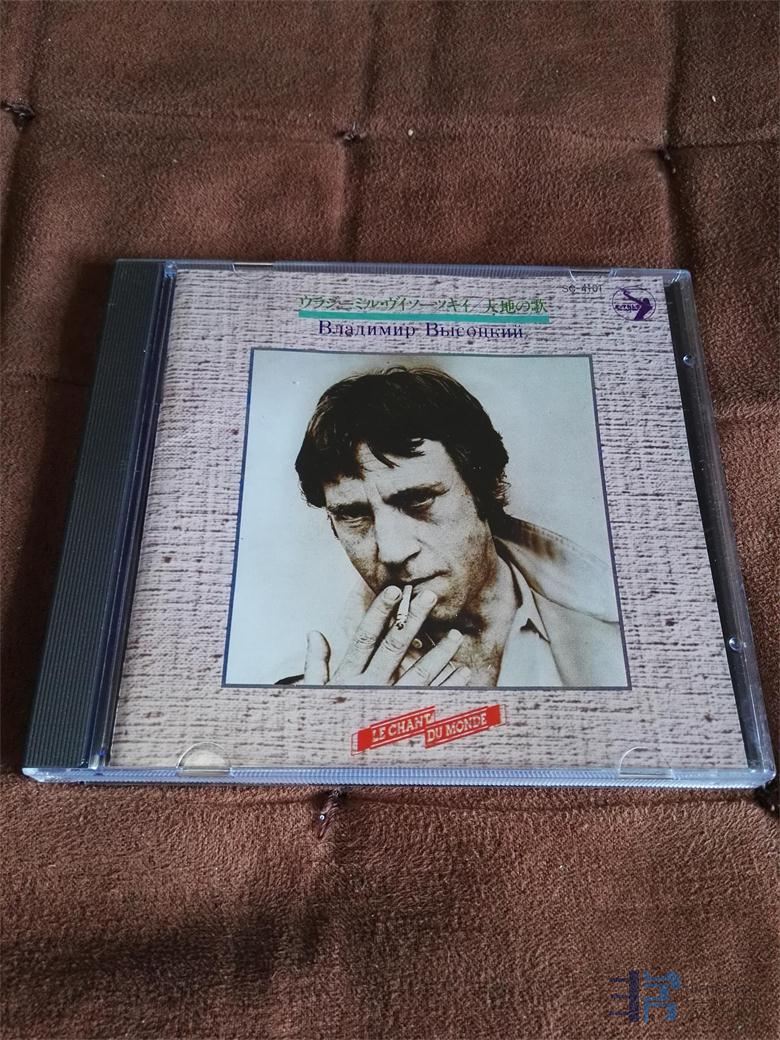 SC-4101
ウラジーミル・ヴィソーツキイ/大地の歌
Владимир Высоцкий
LE CHANT
DU MONDE